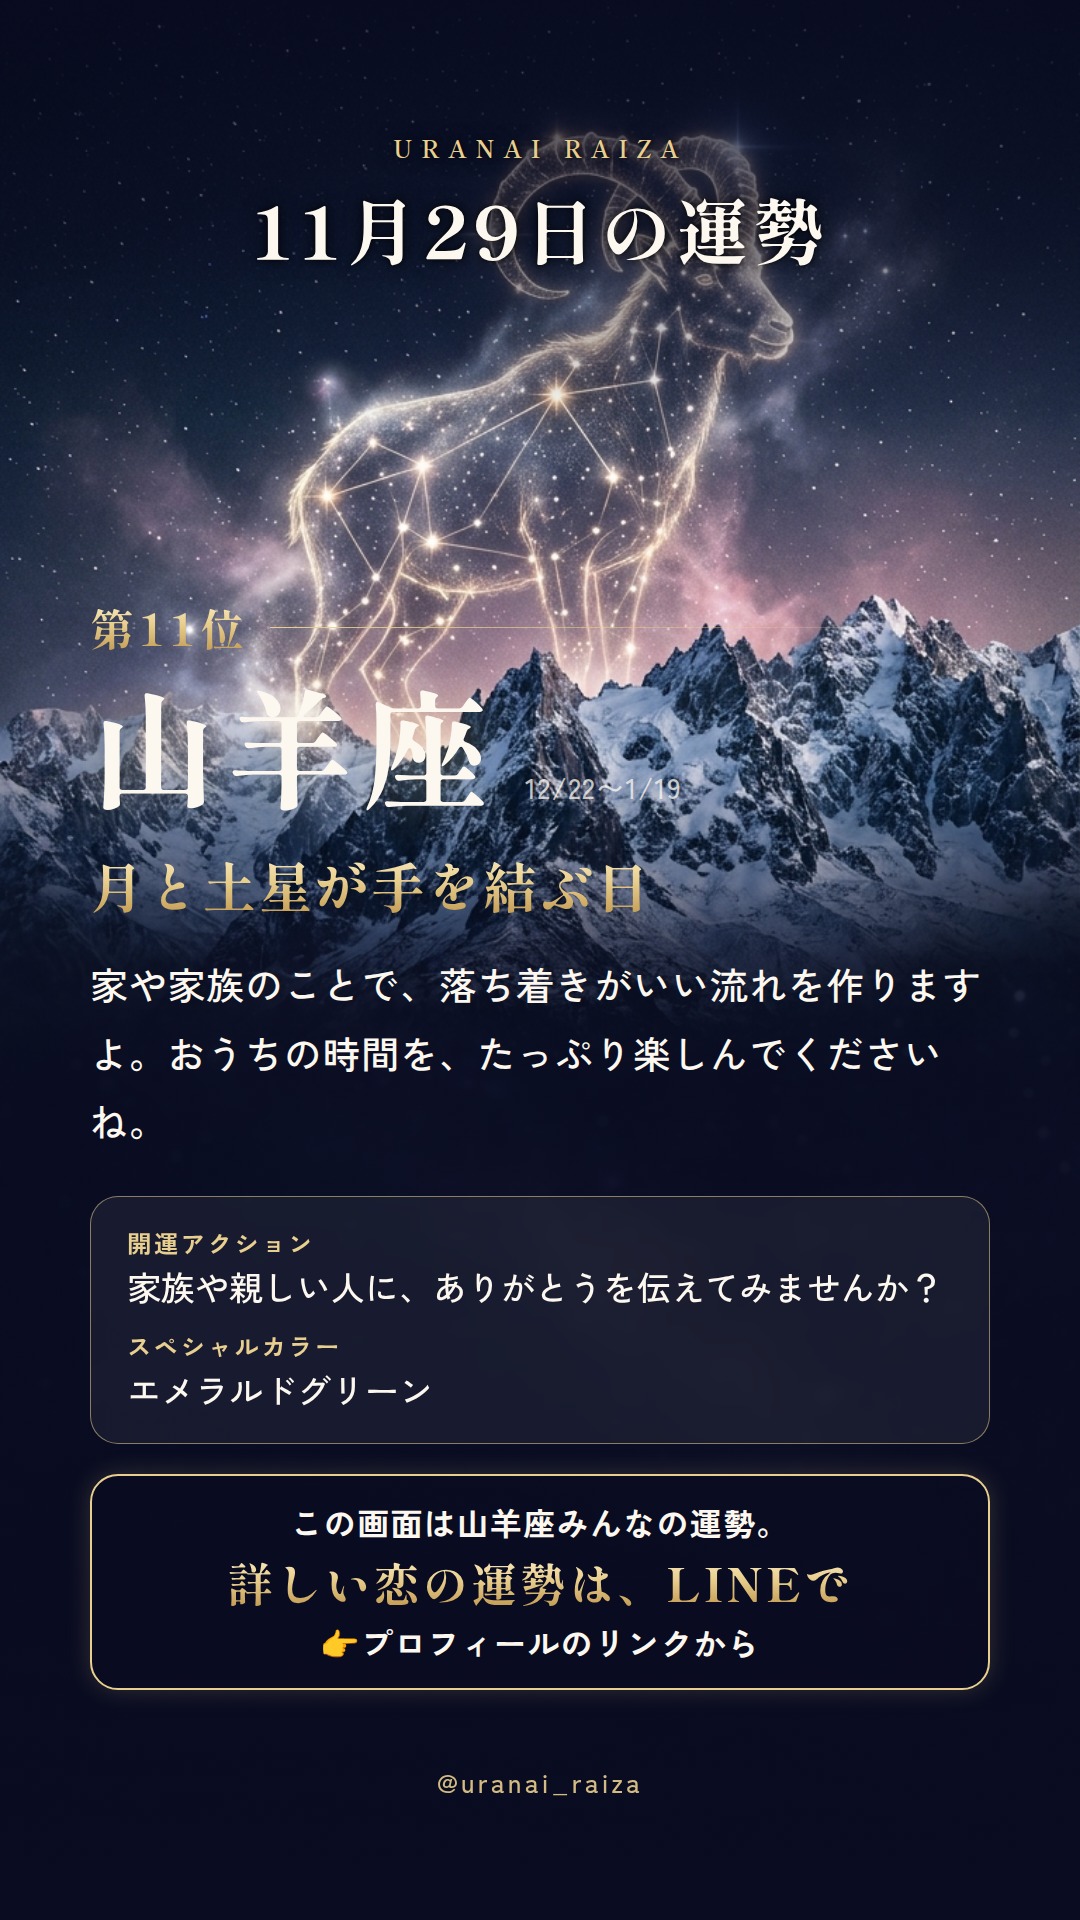 URANAI RAIZA
11月29日の運勢
第11位
山羊座 12/22〜1/19
月と土星が手を結ぶ日
家や家族のことで、落ち着きがいい流れを作ります
よ。おうちの時間を、たっぷり楽しんでください
ね。
開運アクション
家族や親しい人に、ありがとうを伝えてみませんか？
スペシャルカラー
エメラルドグリーン
この画面は山羊座みんなの運勢。
詳しい恋の運勢は、LINEで
👉プロフィールのリンクから
@uranai_raiza